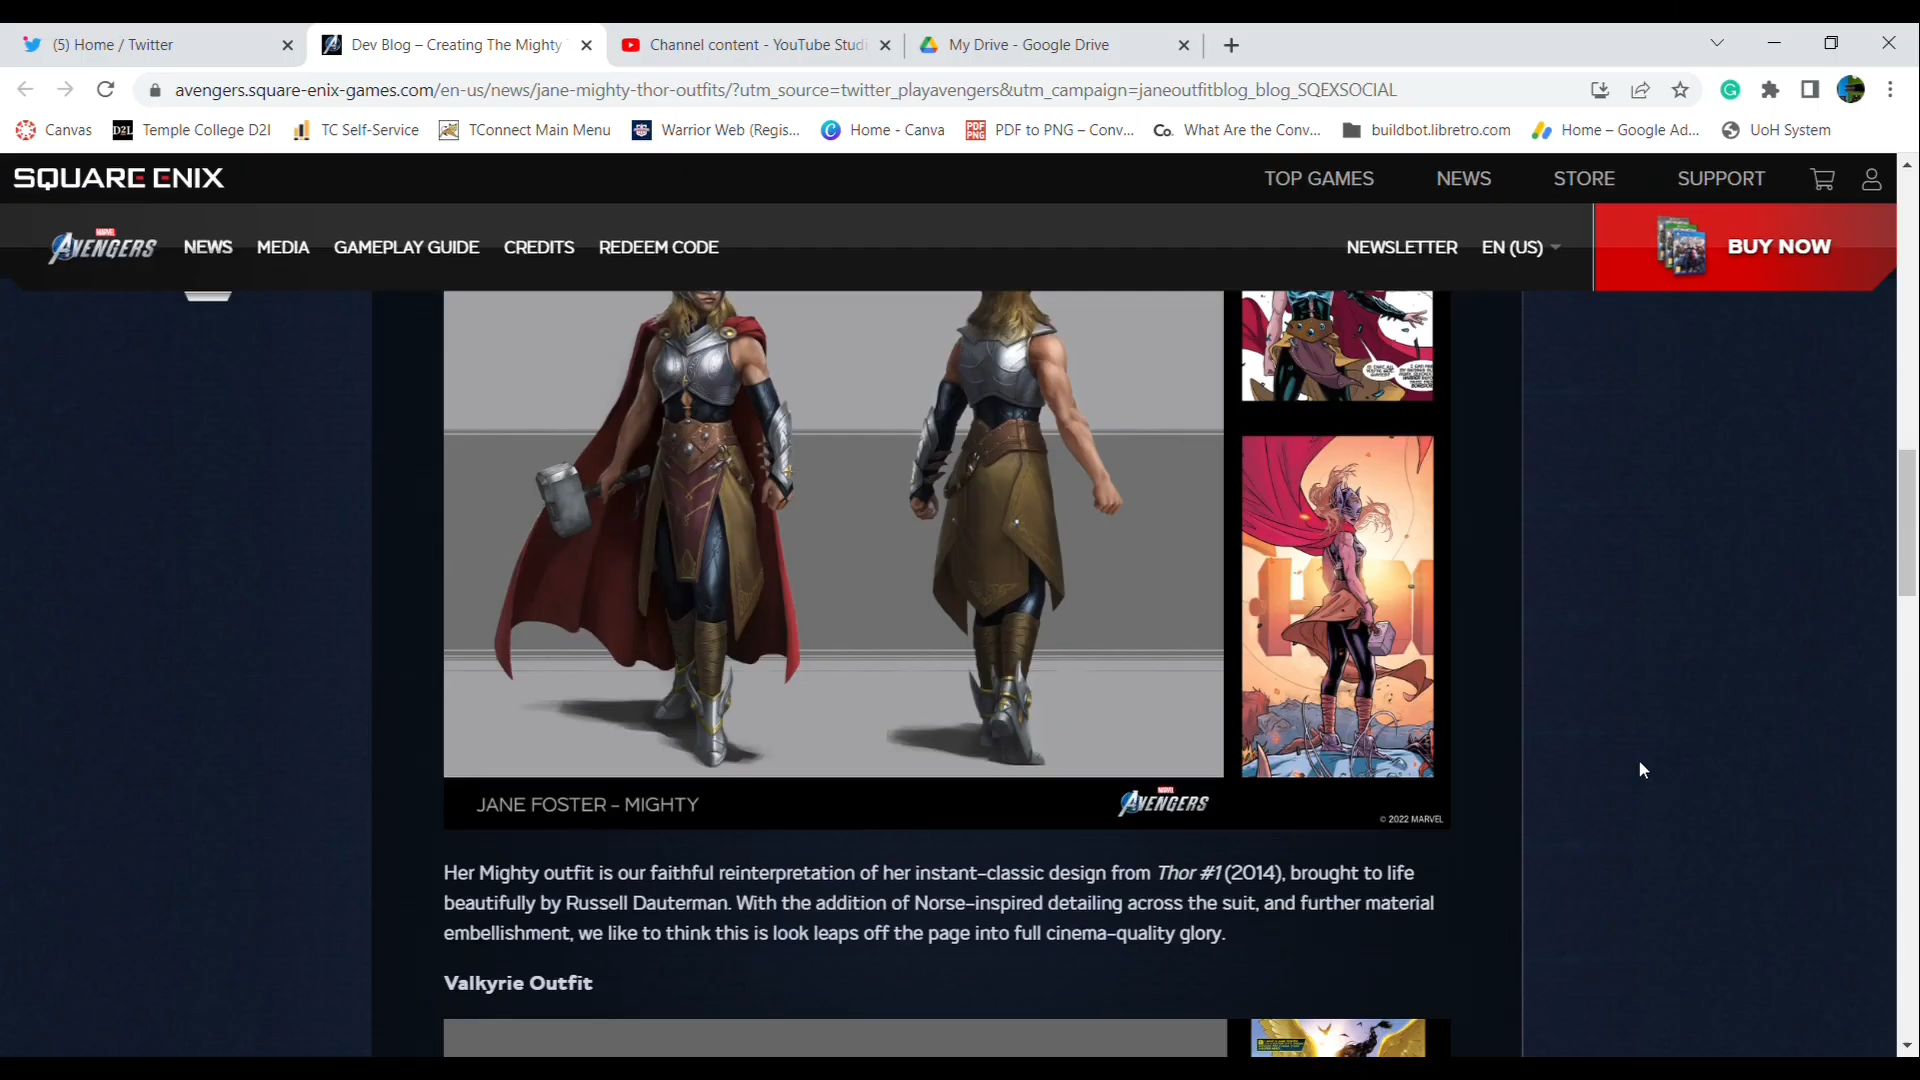 (5) Home / Twitter
Dev Blog – Creating The Mighty
Channel content - YouTube Studi
My Drive - Google Drive
avengers.square-enix-games.com/en-us/news/jane-mighty-thor-outfits/?utm_source=twitter_playavengers&utm_campaign=janeoutfitblog_blog_SQEXSOCIAL
Canvas
D2L
Temple College D2I
TC Self-Service
TConnect Main Menu
Warrior Web (Regis...
Home - Canva
PDF to PNG – Conv...
Co.
What Are the Conv...
buildbot.libretro.com
Home – Google Ad...
UoH System
SQUARE ENIX
TOP GAMES
NEWS
STORE
SUPPORT
MARVEL
AVENGERS
NEWS
MEDIA
GAMEPLAY GUIDE
CREDITS
REDEEM CODE
NEWSLETTER
EN (US)
BUY NOW
JANE FOSTER – MIGHTY
MARVEL
AVENGERS
© 2022 MARVEL
Her Mighty outfit is our faithful reinterpretation of her instant-classic design from Thor #1 (2014), brought to life
beautifully by Russell Dauterman. With the addition of Norse-inspired detailing across the suit, and further material
embellishment, we like to think this is look leaps off the page into full cinema-quality glory.
Valkyrie Outfit